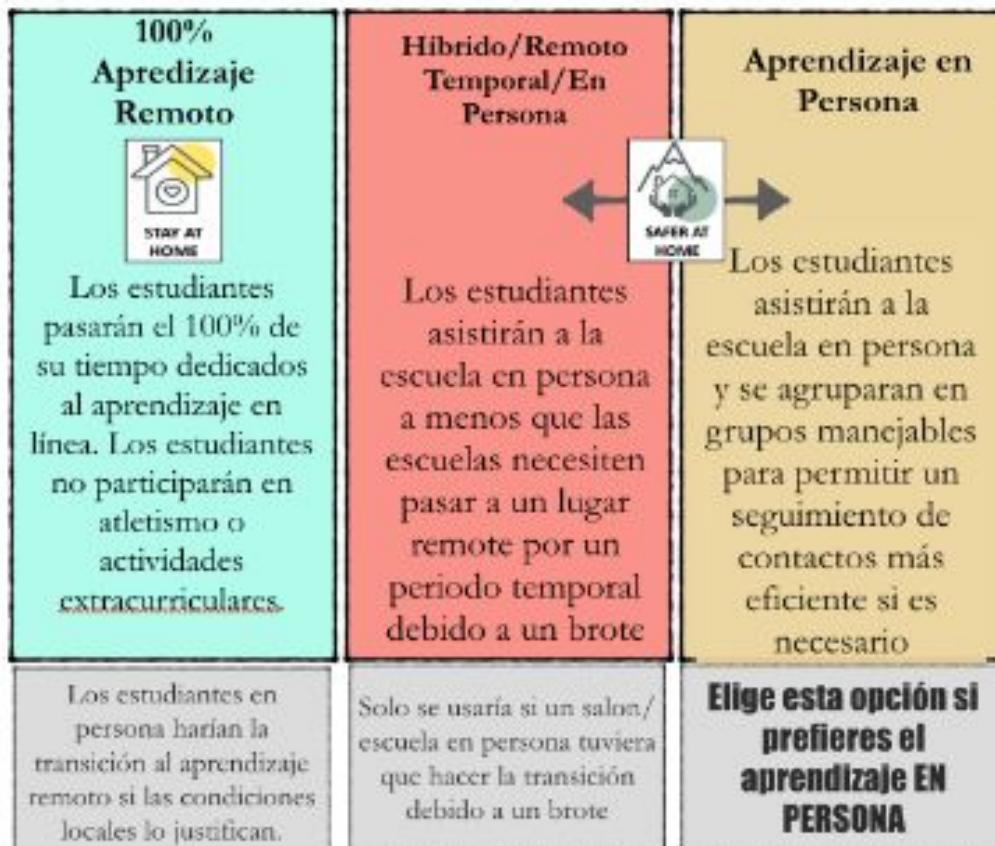 100%
Apredizaje
Remoto
STAY AT
HOME
Los estudiantes
pasarán el 100% de
su tiempo dedicados
al aprendizaje en
línea. Los estudiantes
no participarán en
atletismo o
actividades
extracurriculares.
Los estudiantes en
persona harían la
transición al aprendizaje
remoto si las condiciones
locales lo justifican.
Híbrido/Remoto
Temporal/En
Persona
SAFER AT
HOME
Los estudiantes
asistirán a la
escuela en persona
a menos que las
escuelas necesiten
pasar a un lugar
remote por un
periodo temporal
debido a un brote
Solo se usaría si un salon/
escuela en persona tuviera
que hacer la transición
debido a un brote
Aprendizaje en
Persona
Los estudiantes
asistirán a la
escuela en persona
y se agruparan en
grupos manejables
para permitir un
seguimiento de
contactos más
eficiente si es
necesario
Elige esta opción si
prefieres el
aprendizaje EN
PERSONA